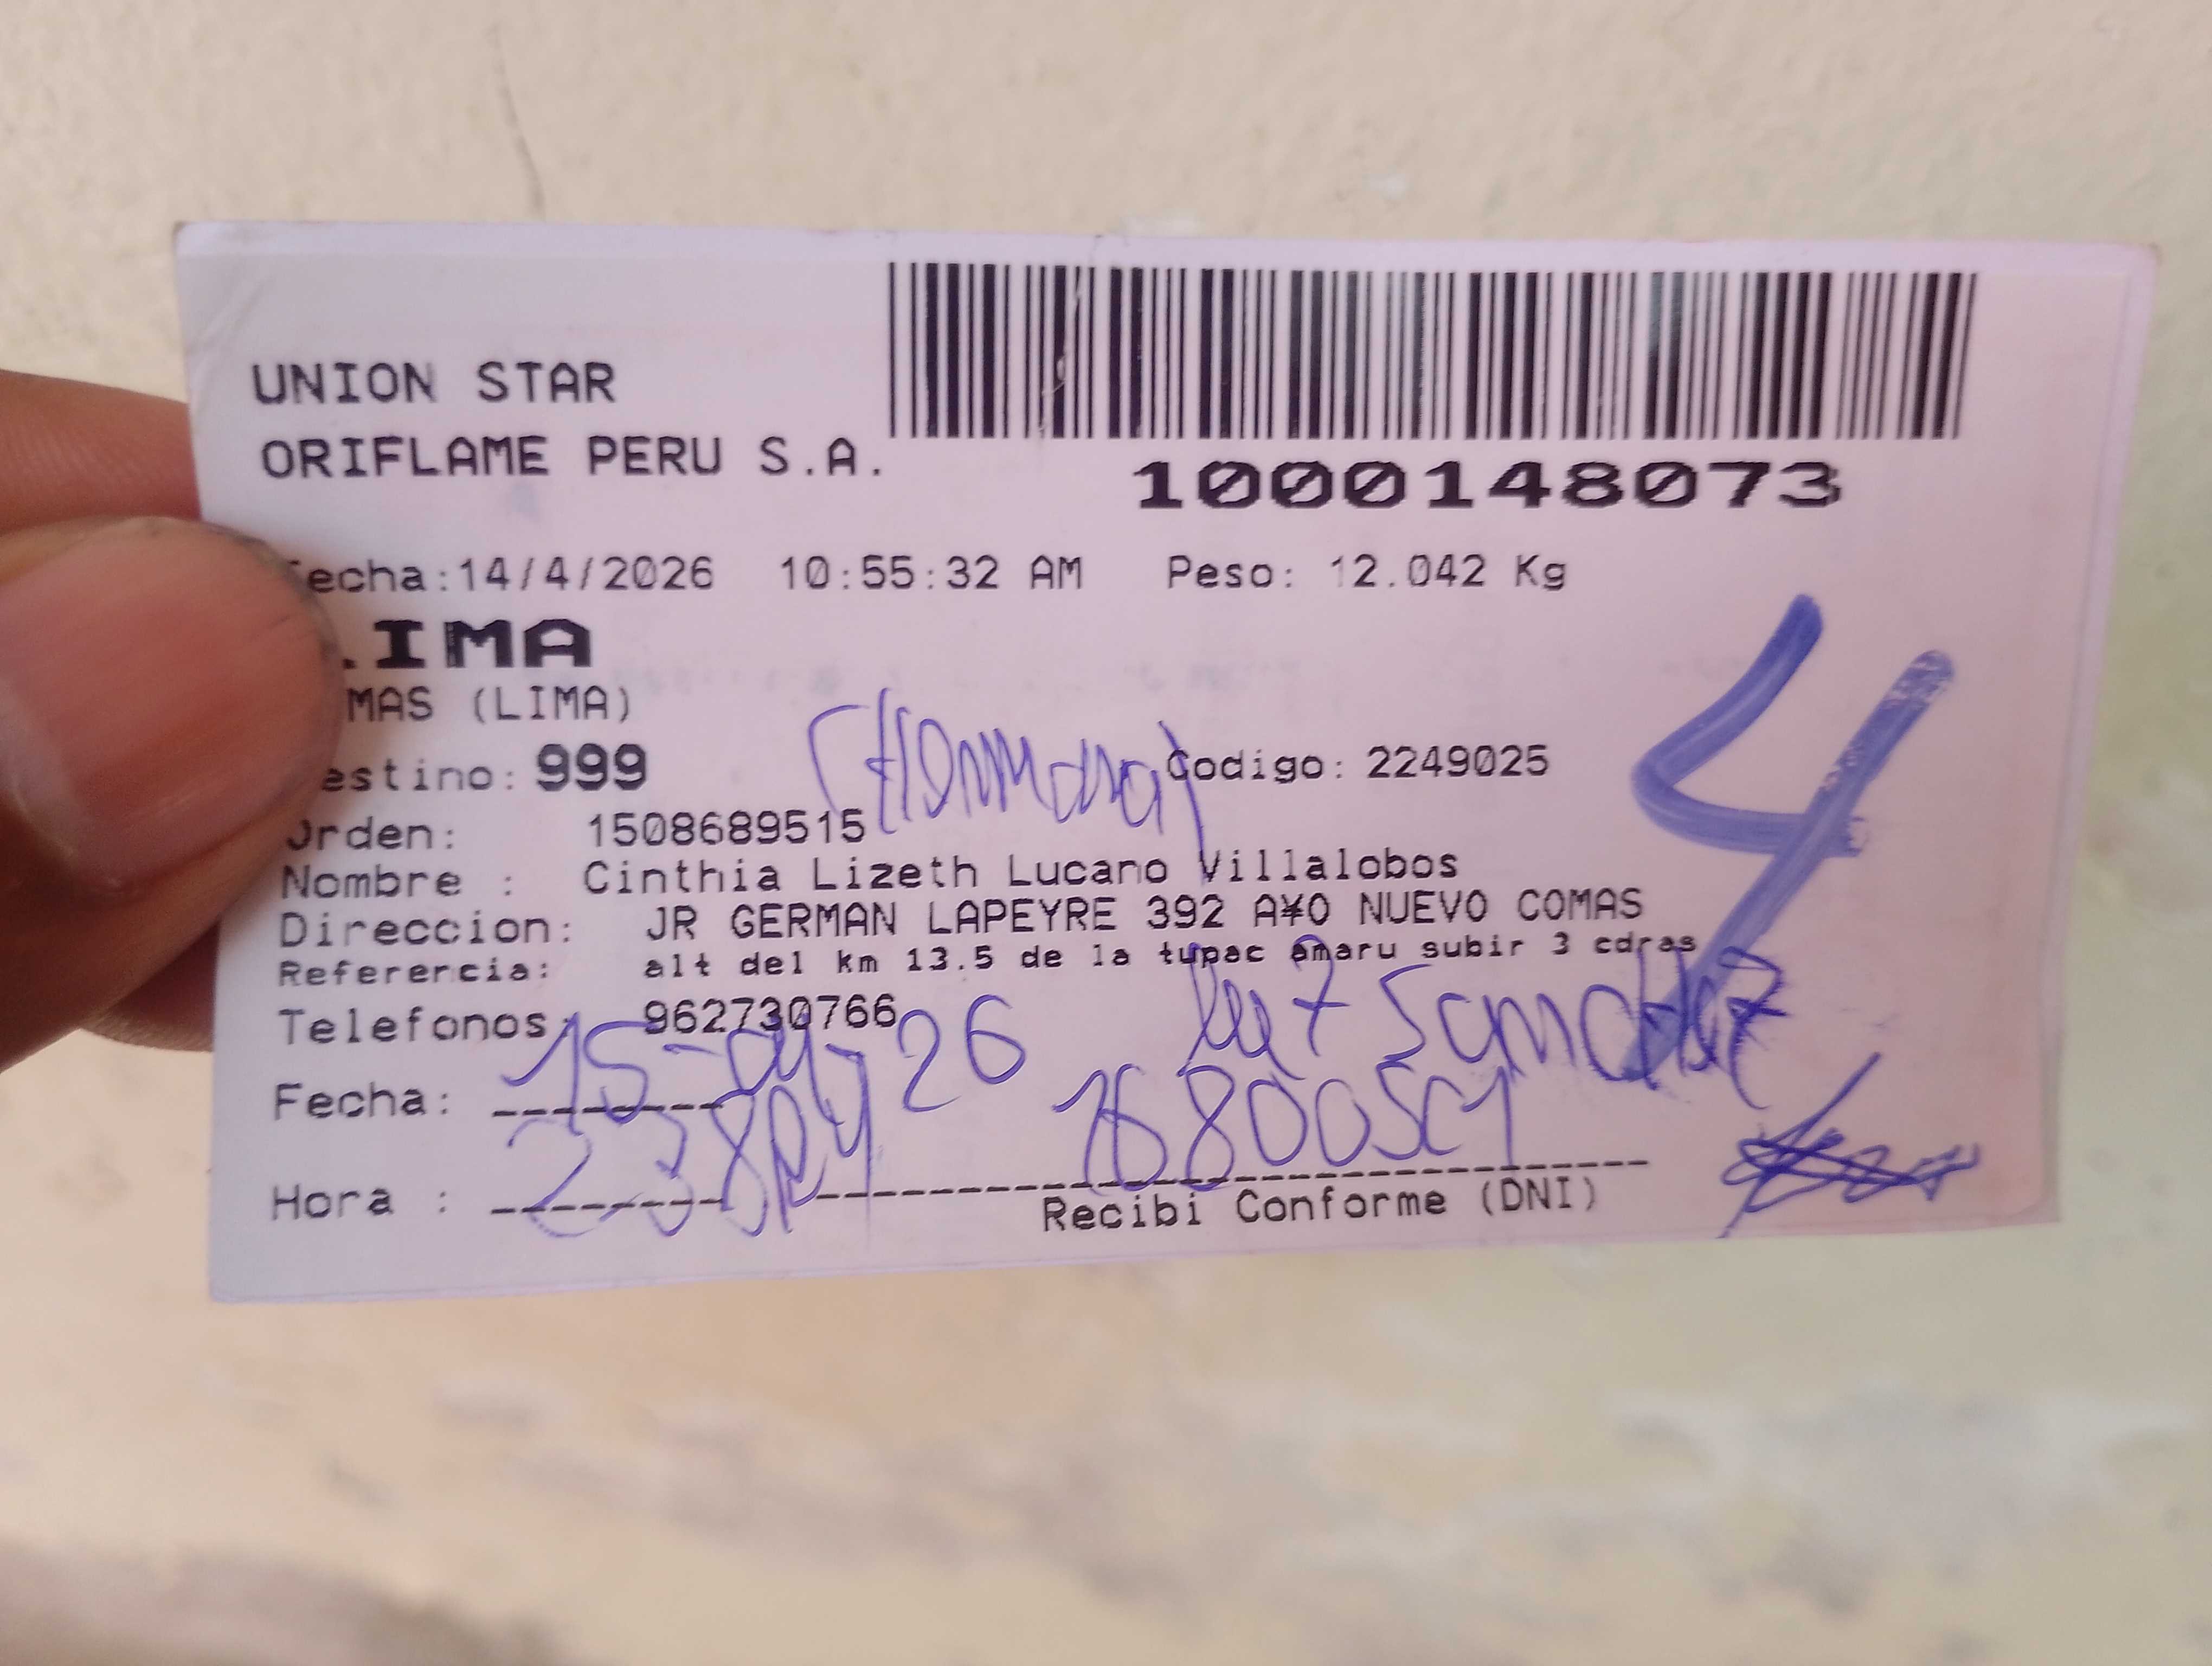 UNION STAR
ORIFLAME PERU S.A.
1000148073
echa:14/4/2026 10:55:32 AM Peso: 12.042 Kg
IMA
MAS (LIMA)
estino: 999 Codigo: 2249025
Orden: 1508689515
Nombre : Cinthia Lizeth Lucano Villalobos
Direccion: JR GERMAN LAPEYRE 392 A¥O NUEVO COMAS
Referencia: alt del km 13.5 de la tupac amaru subir 3 cdras
Telefonos: 962730766
Fecha: 15-04-26
Hora :
Recibi Conforme (DNI)
4